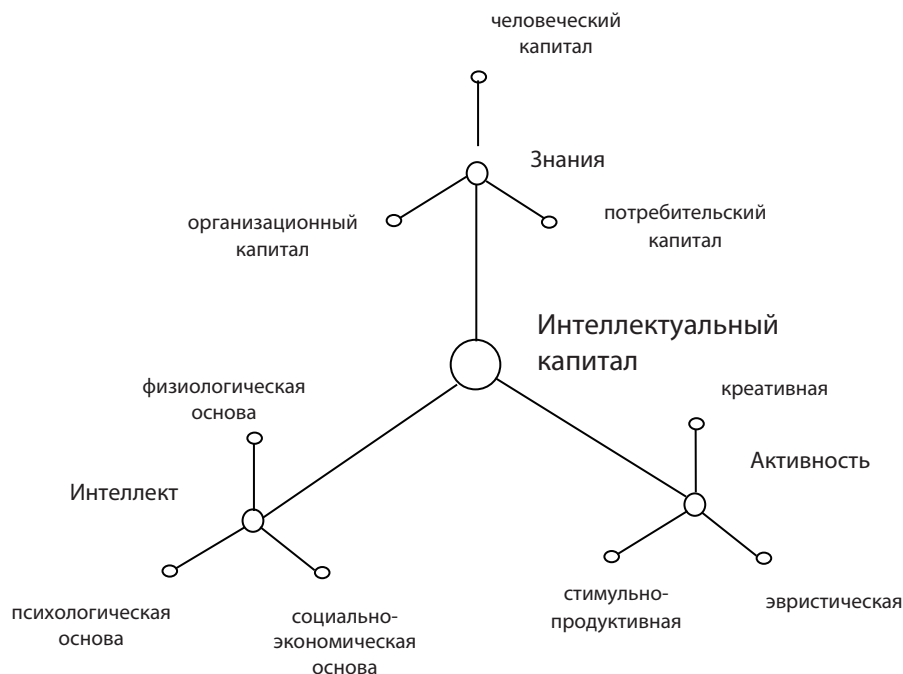 человеческий
капитал
Знания
организационный
капитал
потребительский
капитал
Интеллектуальный
капитал
физиологическая
основа
креативная
Интеллект
Активность
психологическая
основа
социально-
экономическая
основа
стимульно-
продуктивная
эвристическая